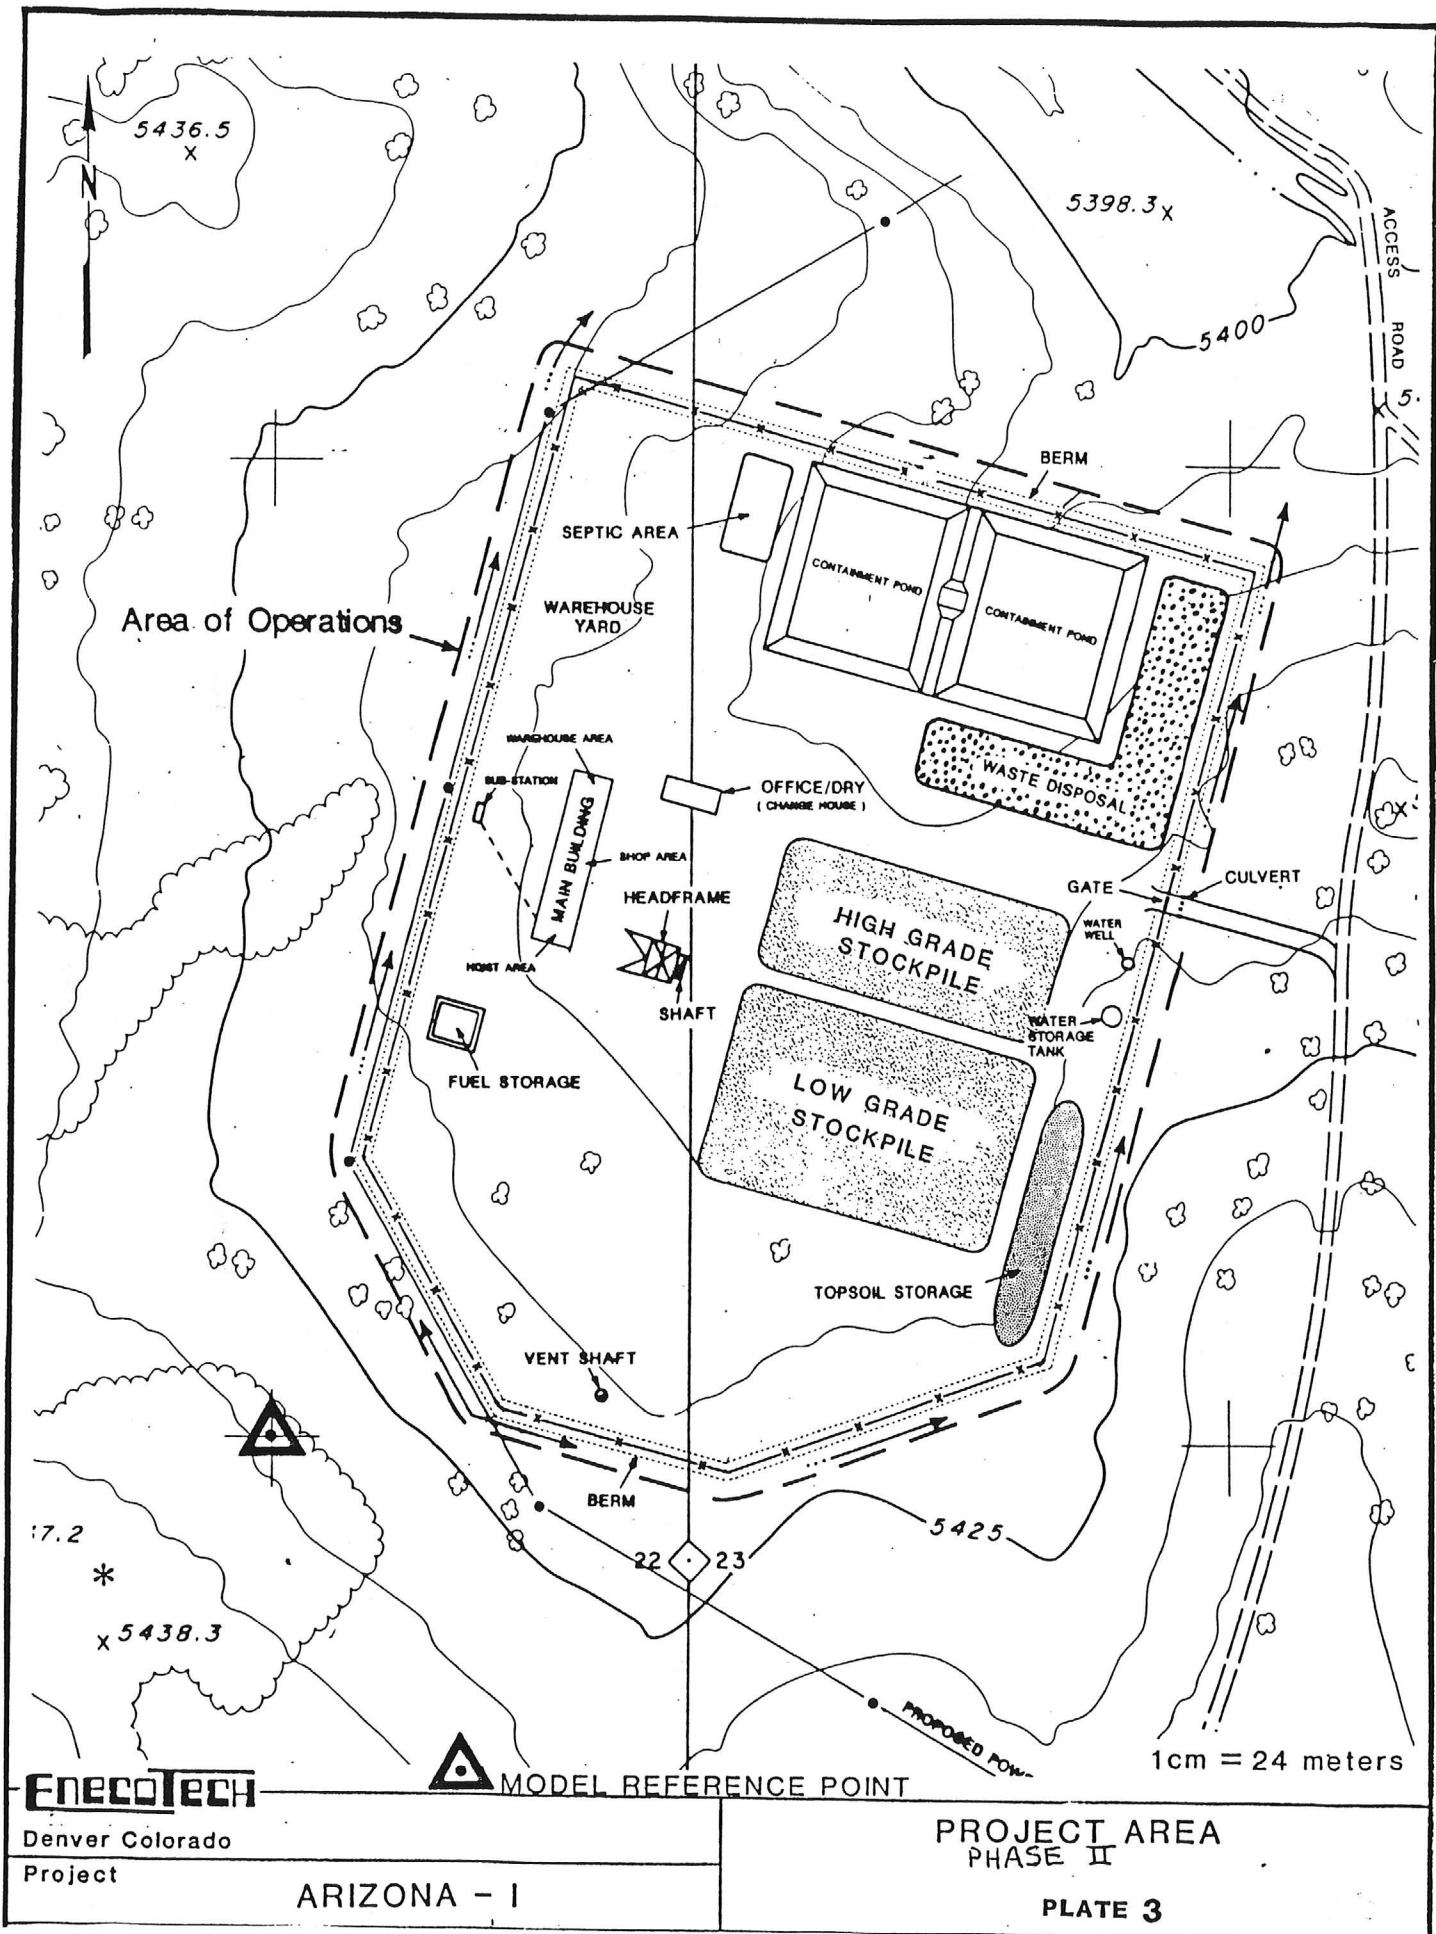 5436.5
N
5398.3
ACCESS ROAD
5400
5.
BERM
SEPTIC AREA
CONTAINMENT POND
CONTAINMENT POND
WAREHOUSE
YARD
Area of Operations
WAREHOUSE AREA
SUB-STATION
OFFICE/DRY
( CHANGE HOUSE )
WASTE DISPOSAL
MAIN BUILDING
SHOP AREA
HEADFRAME
GATE
CULVERT
HIGH GRADE
STOCKPILE
WATER
WELL
HOIST AREA
SHAFT
WATER
STORAGE
TANK
FUEL STORAGE
LOW GRADE
STOCKPILE
TOPSOIL STORAGE
VENT SHAFT
BERM
5425
22 23
7.2
5438.3
PROPOSED POW
1cm = 24 meters
MODEL REFERENCE POINT
ENECOTECH
Denver Colorado
Project
ARIZONA - I
PROJECT AREA
PHASE II
PLATE 3